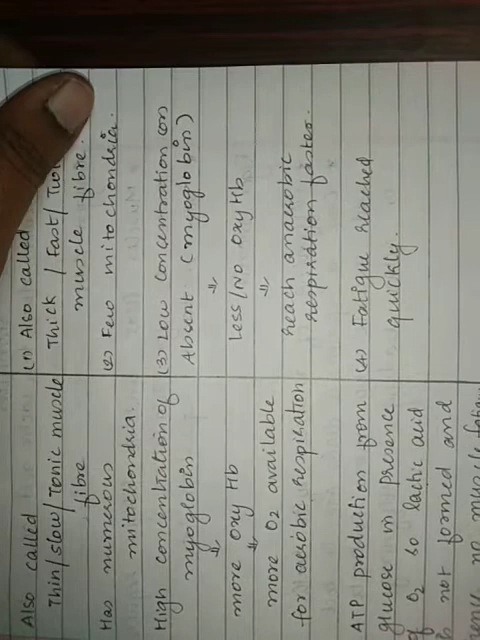 Also called
Thin/slow/Tonic muscle
fibre
Has numerous
mitochondria.
High concentration of
myoglobin
⇓
more oxy Hb
⇓
more O2 available
for aerobic respiration
ATP production from
glucose in presence
of O2 so lactic acid
not formed and
no muscle
(1) Also called
Thick / Fast /
muscle fibre.
(2) Few mitochondria.
(3) Low concentration or
Absent (myoglobin)
⇓
Less/No oxyHb
⇓
reach anaerobic
respiration faster.
(4) Fatigue reached
quickly.